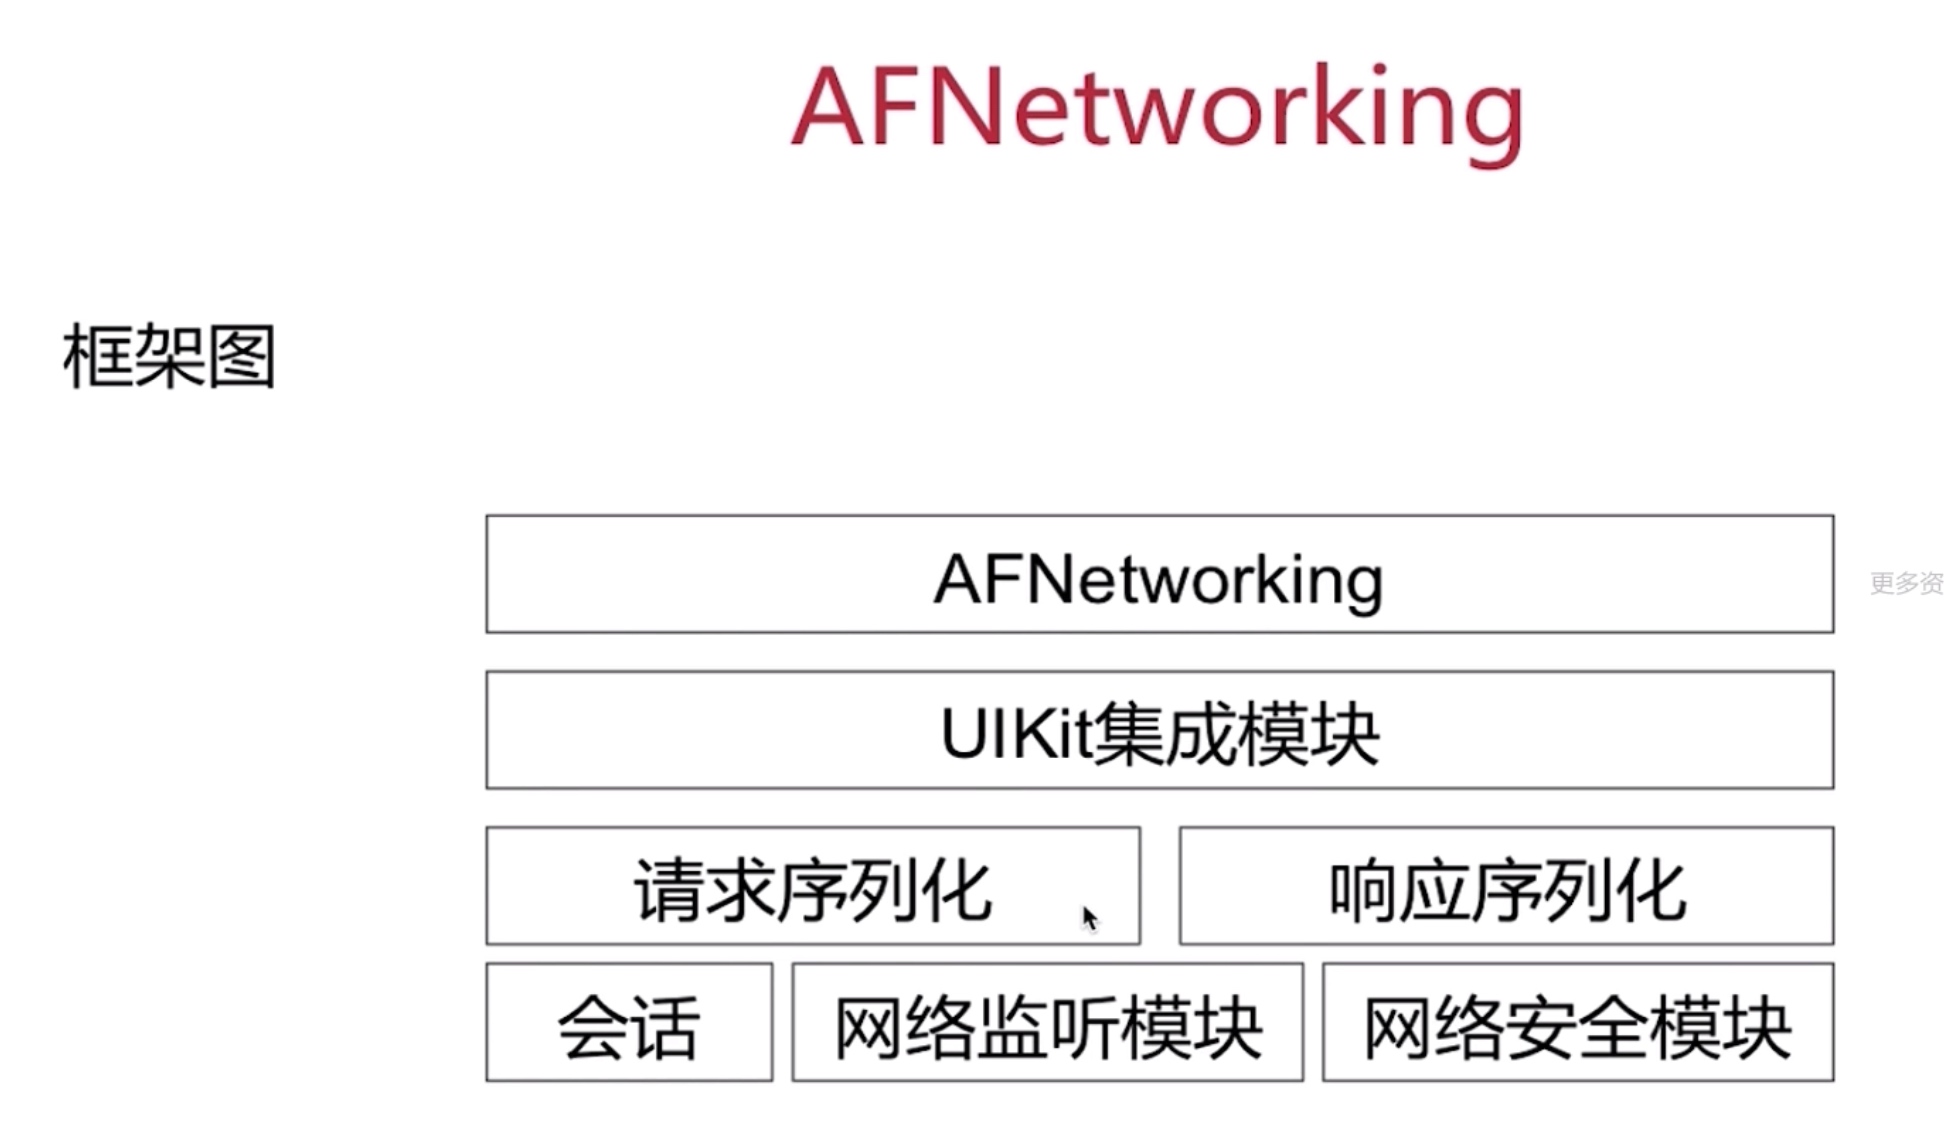 AFNetworking
框架图
AFNetworking
更多资
UIKit集成模块
请求序列化
响应序列化
会话
网络监听模块
网络安全模块